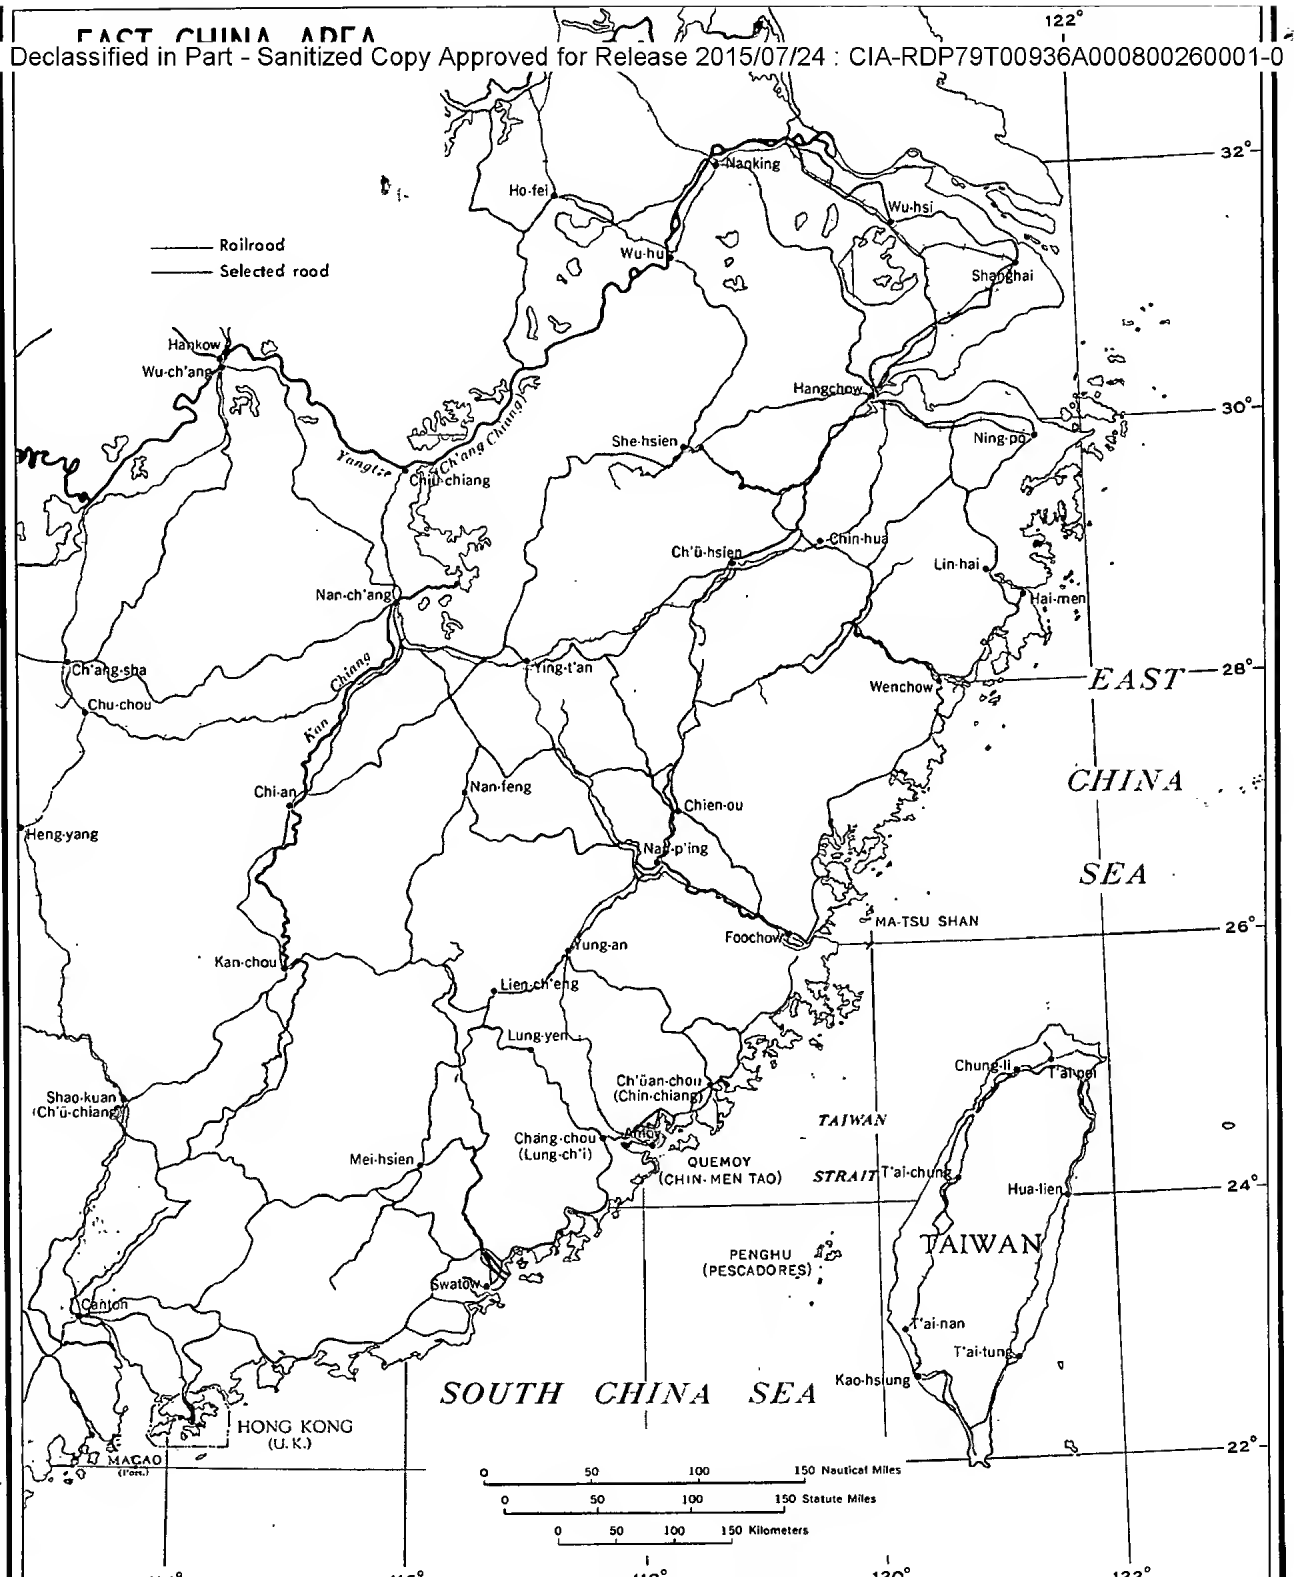 EAST CHINA AREA
122°
Declassified in Part - Sanitized Copy Approved for Release 2015/07/24 : CIA-RDP79T00936A000800260001-0
32°
Nanking
Ho-fei
Wu-hsi
Railroad
Wu-hu
Selected road
Shanghai
Hankow
Wu-ch'ang
Hangchow
30°
She-hsien
Ning-po
Yangtze
(Ch'ang Chiang)
Chiu-chiang
Chin-hua
Ch'ü-hsien
Lin-hai
Nan-ch'ang
Hai-men
Ch'ang-sha
Ying-t'an
28°
Chiang
Kan
EAST
Wenchow
Chu-chou
CHINA
Chi-an
Nan-feng
Chien-ou
Heng-yang
Nan-p'ing
SEA
MA-TSU SHAN
26°
Foochow
Yung-an
Kan-chou
Lien-ch'eng
Lung-yen
Chung-li
T'ai-pei
Ch'üan-chou
(Chin-chiang)
Shao-kuan
(Ch'ü-chiang)
TAIWAN
Amoy
Chang-chou
(Lung-ch'i)
Mei-hsien
QUEMOY
(CHIN-MEN TAO)
STRAIT
T'ai-chung
Hua-lien
24°
TAIWAN
PENGHU
(PESCADORES)
Swatow
Canton
T'ai-nan
T'ai-tung
Kao-hsiung
SOUTH CHINA SEA
HONG KONG
(U.K.)
22°
MACAO
(Port.)
0 50 100 150 Nautical Miles
0 50 100 150 Statute Miles
0 50 100 150 Kilometers